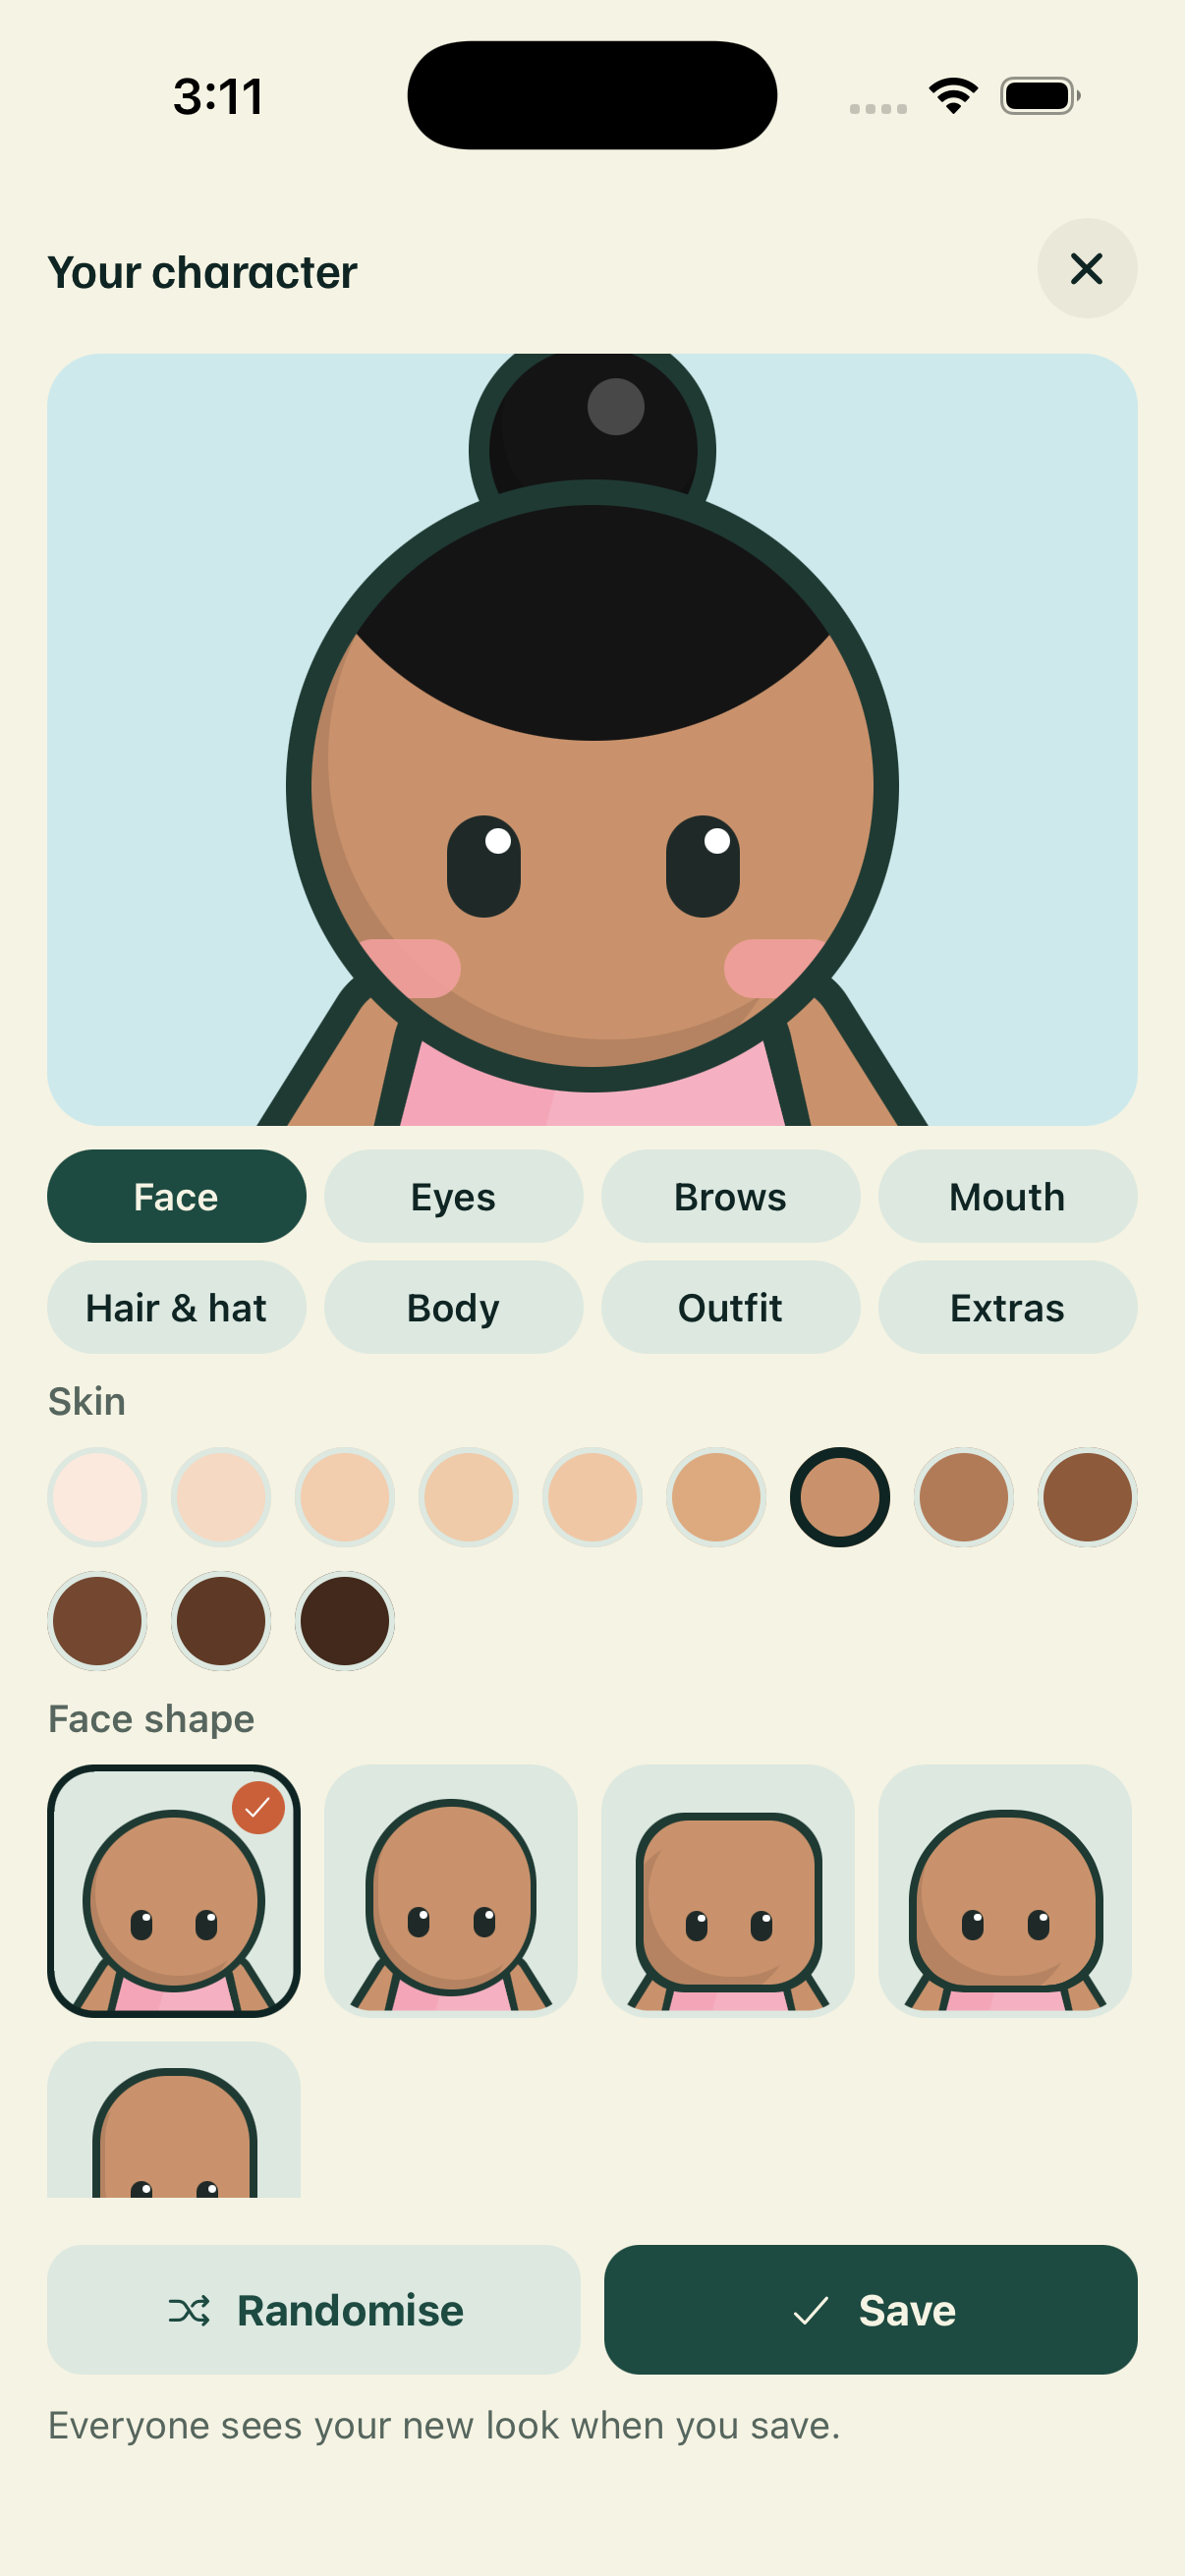 3:11
Your character
Face
Eyes
Brows
Mouth
Hair & hat
Body
Outfit
Extras
Skin
Face shape
Randomise
Save
Everyone sees your new look when you save.